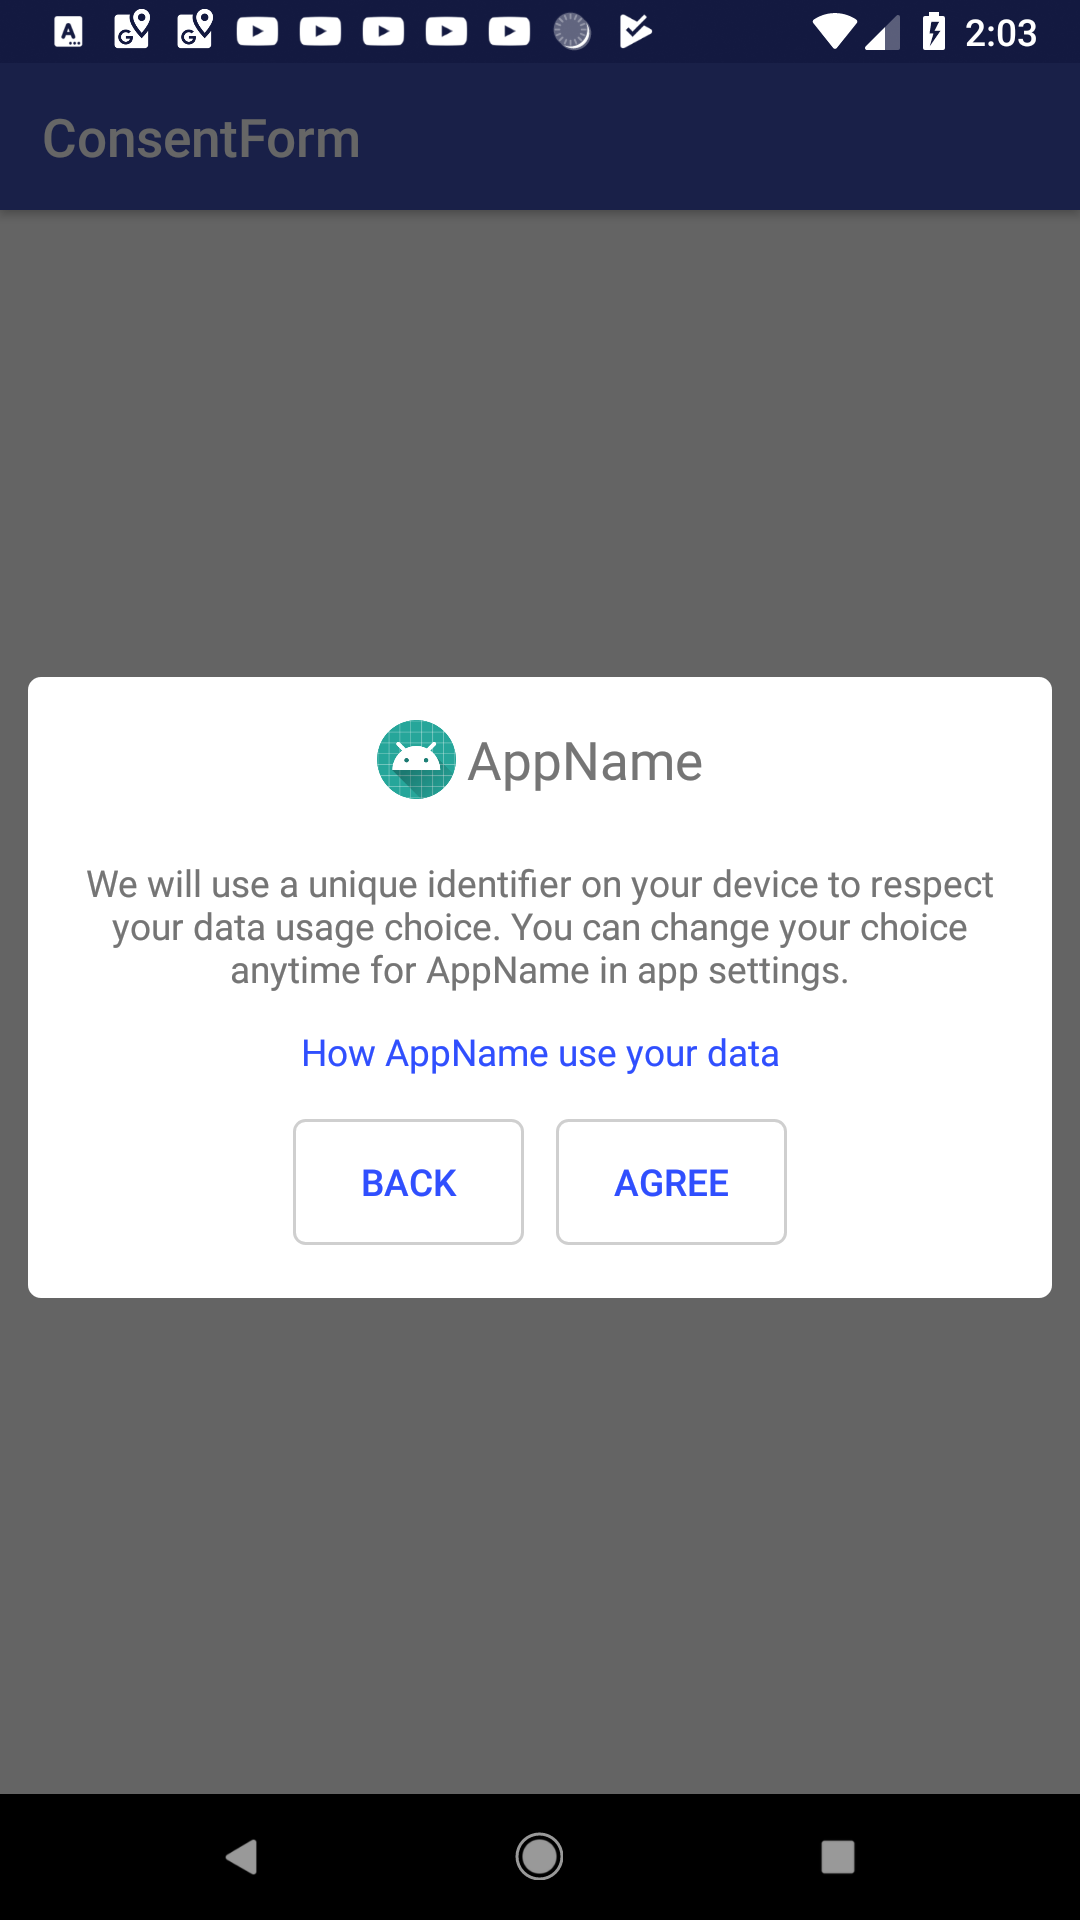 2:03
ConsentForm
AppName
We will use a unique identifier on your device to respect
your data usage choice. You can change your choice
anytime for AppName in app settings.
How AppName use your data
BACK AGREE